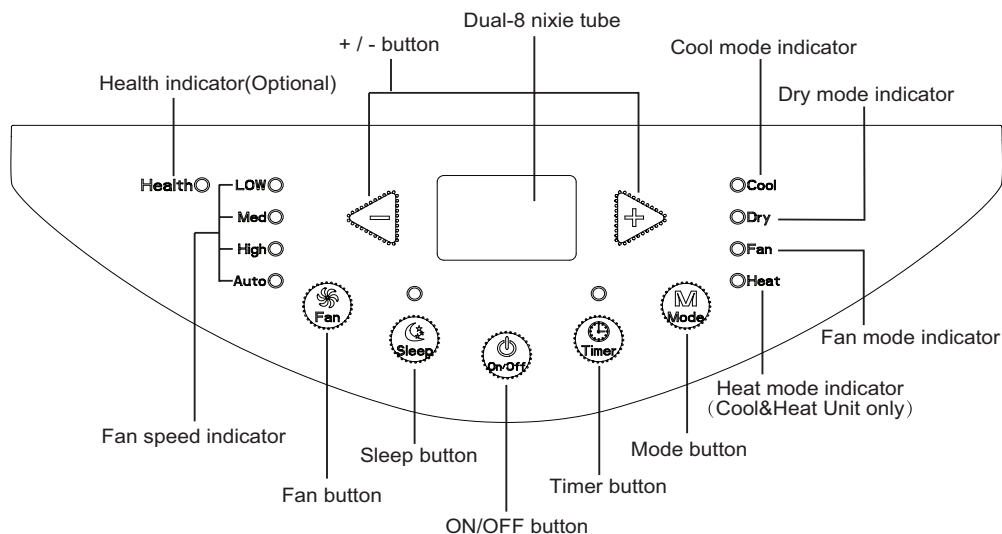 Dual-8 nixie tube
+ / - button
Cool mode indicator
Health indicator(Optional)
Dry mode indicator
Health
LOW
Med
High
Auto
−
+
Cool
Dry
Fan
Heat
Fan
Sleep
On/Off
Timer
M
Mode
Fan mode indicator
Heat mode indicator
(Cool&Heat Unit only)
Fan speed indicator
Sleep button
Mode button
Fan button
Timer button
ON/OFF button